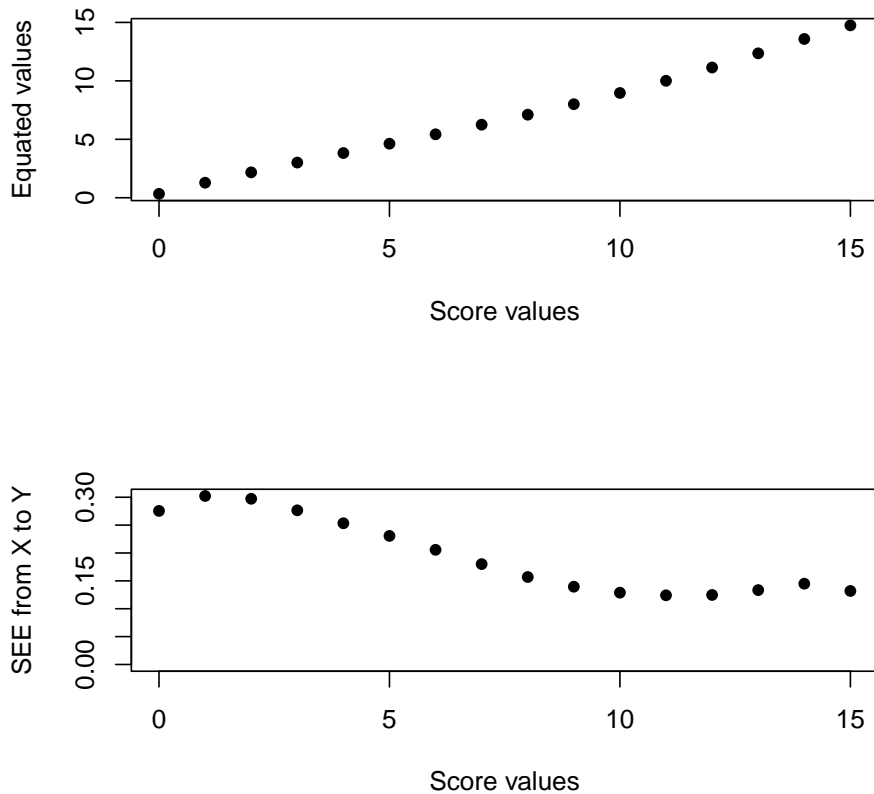 Equated values
15
10
5
0
0 5 10 15
Score values
SEE from X to Y
0.30
0.15
0.00
0 5 10 15
Score values